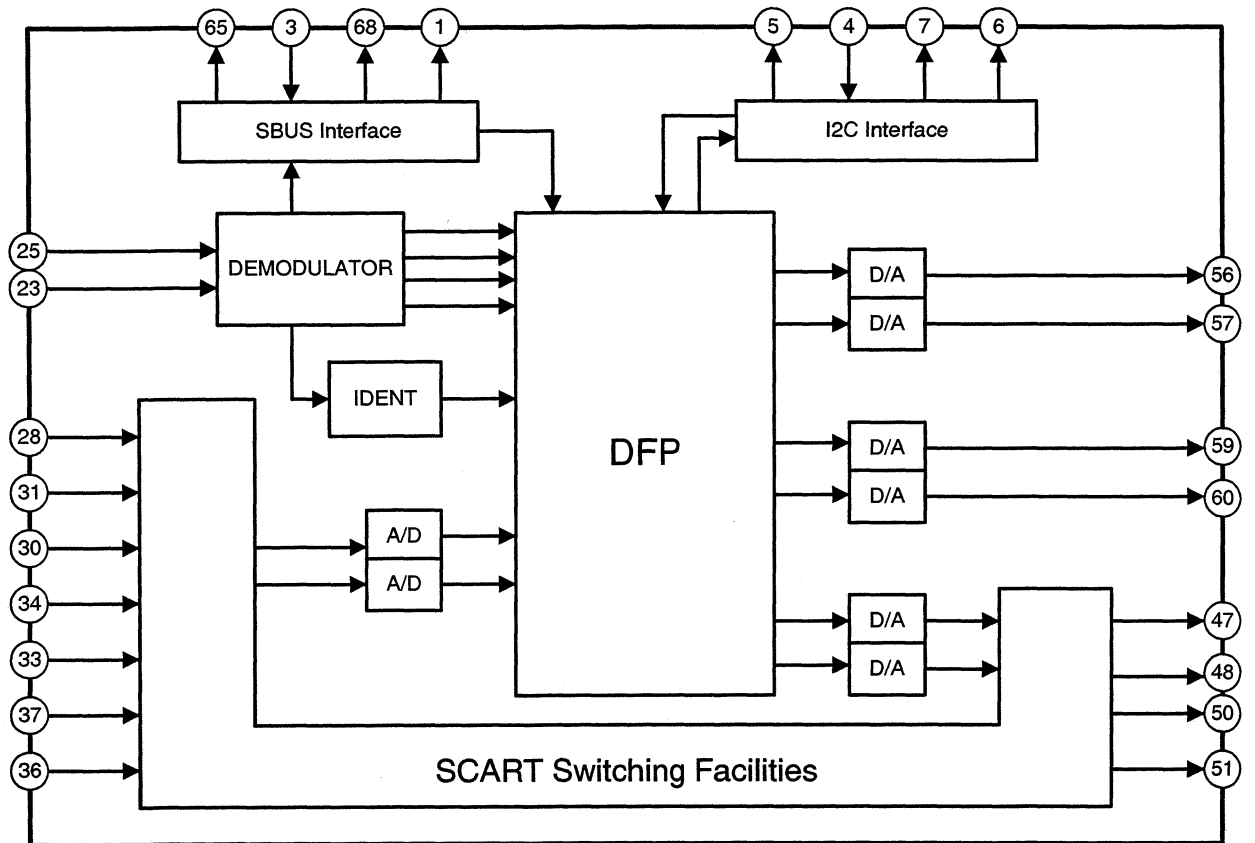 65 3 68 1 5 4 7 6
SBUS Interface
I2C Interface
25
23
DEMODULATOR
D/A
56
D/A
57
IDENT
28
DFP
D/A
59
31
D/A
60
30
A/D
A/D
34
D/A
47
33
D/A
48
37
50
36
SCART Switching Facilities
51